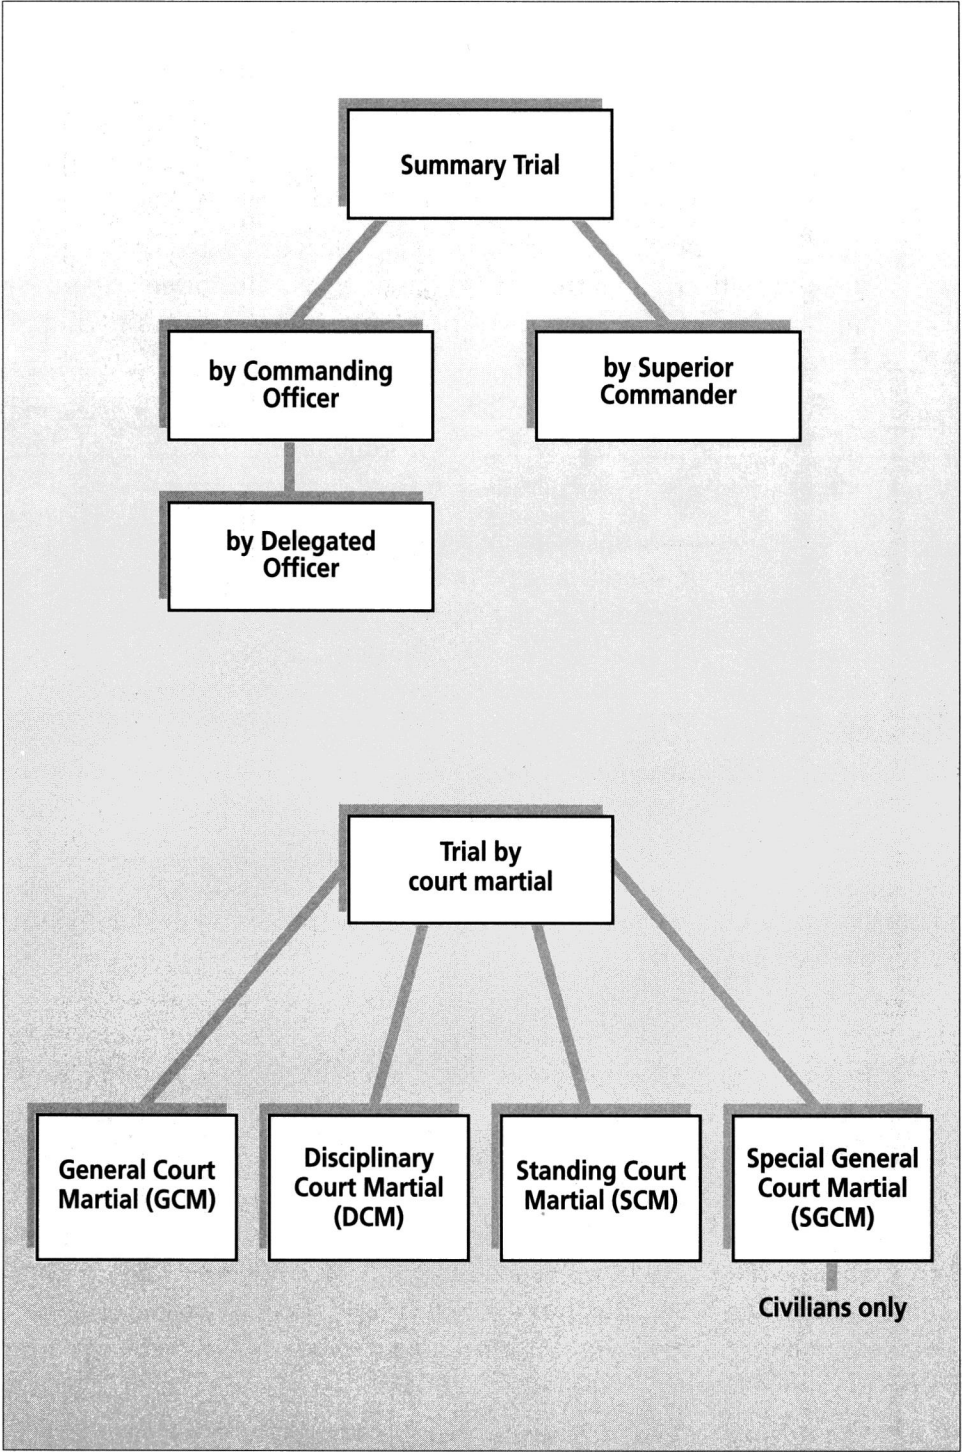 Summary Trial
by Commanding
Officer
by Superior
Commander
by Delegated
Officer
Trial by
court martial
General Court
Martial (GCM)
Disciplinary
Court Martial
(DCM)
Standing Court
Martial (SCM)
Special General
Court Martial
(SGCM)
Civilians only